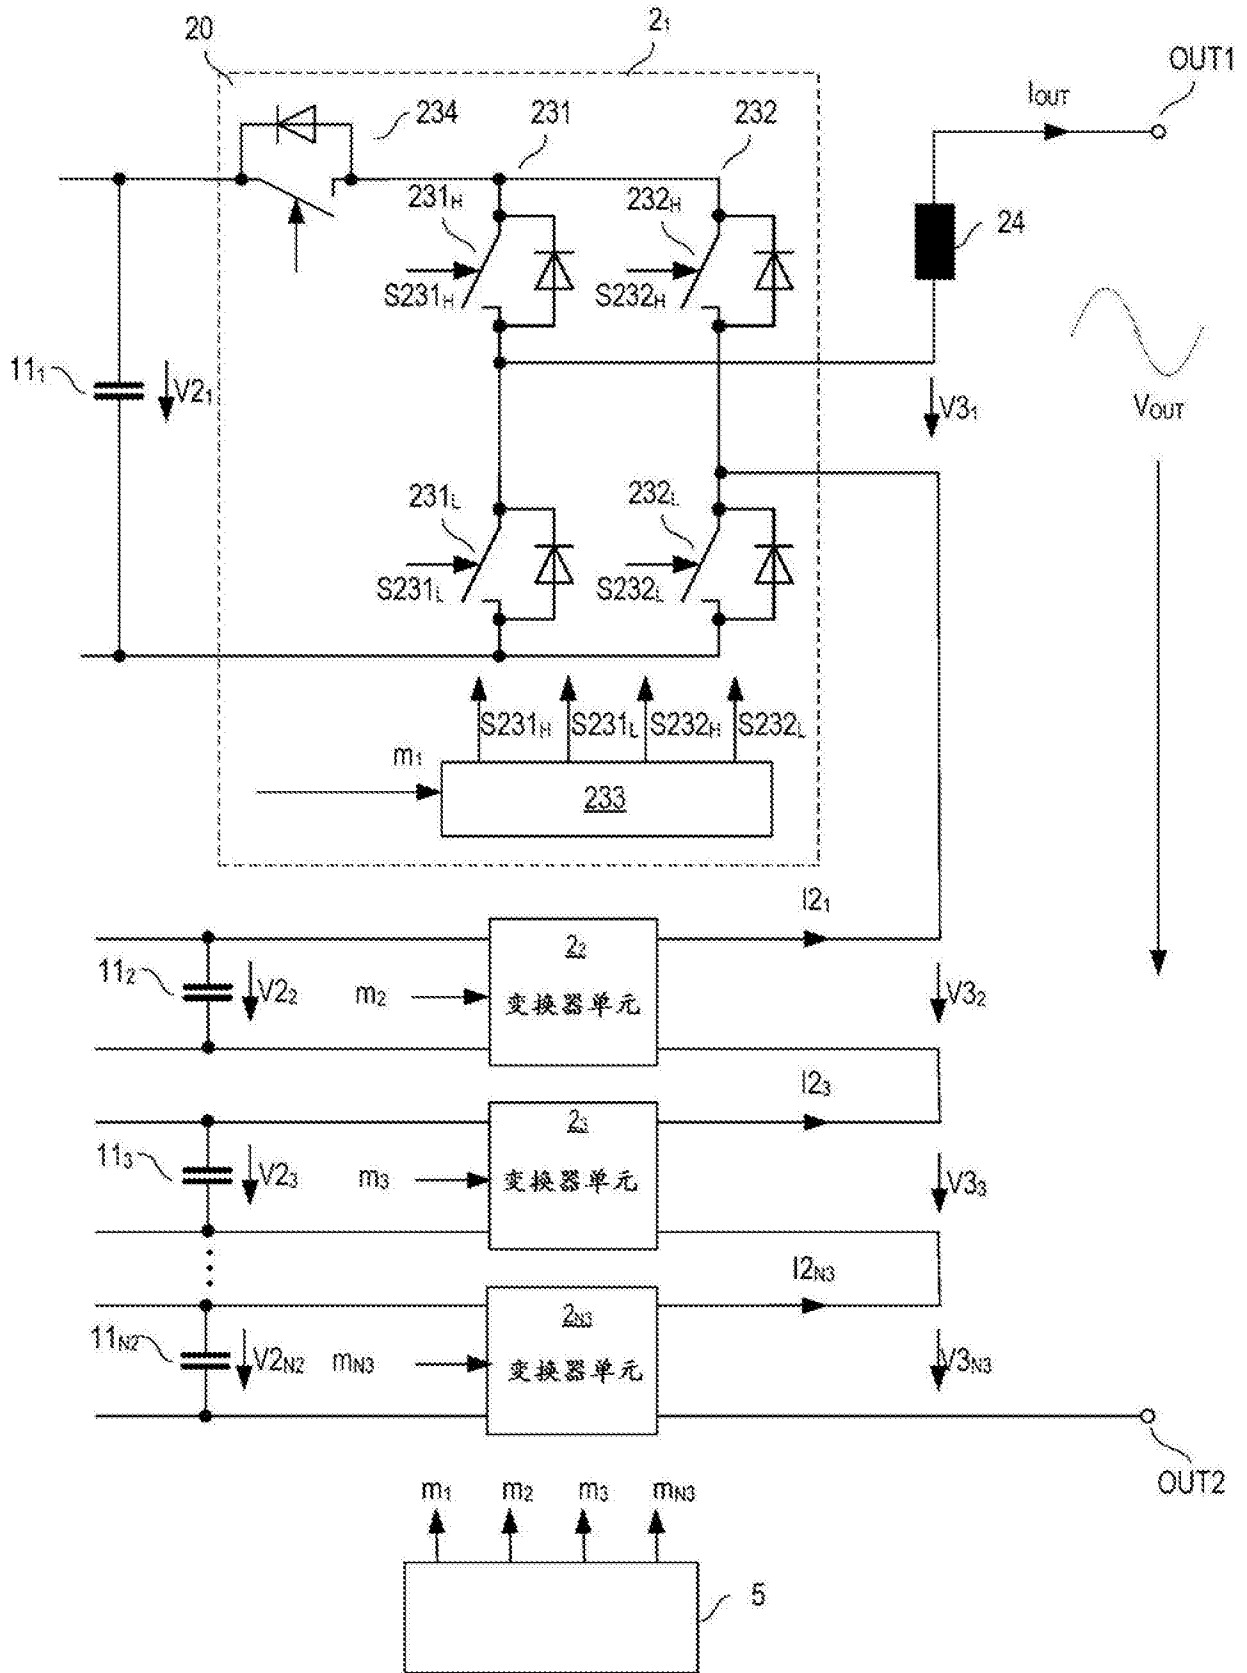 20
2₁
OUT1
I_OUT
234
231
232
231_H
232_H
24
S231_H
S232_H
11₁
V2₁
V3₁
V_OUT
231_L
232_L
S231_L
S232_L
S231_H
S231_L
S232_H
S232_L
m₁
233
I2₁
2₂
11₂
V2₂
m₂
变换器单元
V3₂
I2₃
2₃
11₃
V2₃
m₃
变换器单元
V3₃
I2_N3
2_N3
11_N2
V2_N2
m_N3
变换器单元
V3_N3
OUT2
m₁
m₂
m₃
m_N3
5